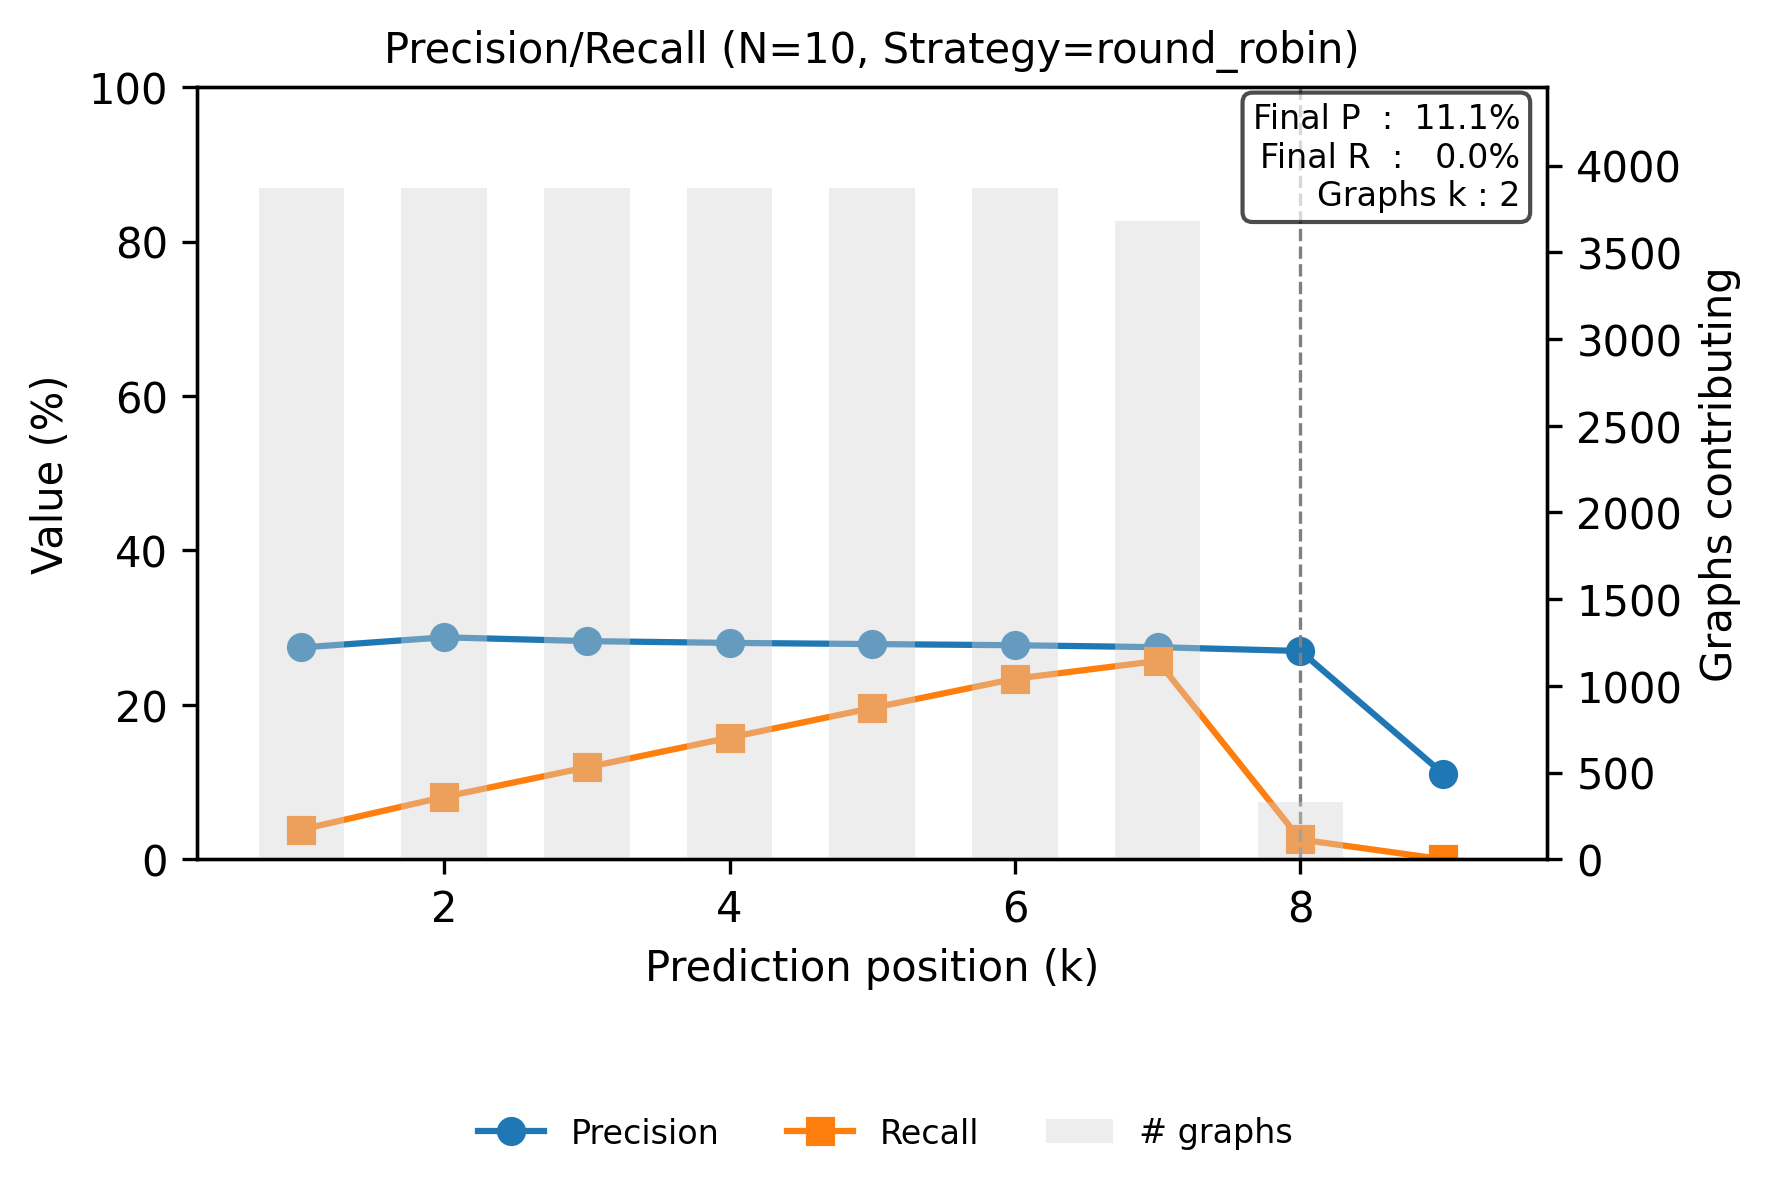 Precision/Recall (N=10, Strategy=round_robin)
Final P : 11.1%
Final R : 0.0%
Graphs k : 2
Value (%)
100
80
60
40
20
0
4000
3500
3000
2500
2000
1500
1000
500
0
Graphs contributing
2 4 6 8
Prediction position (k)
Precision Recall # graphs